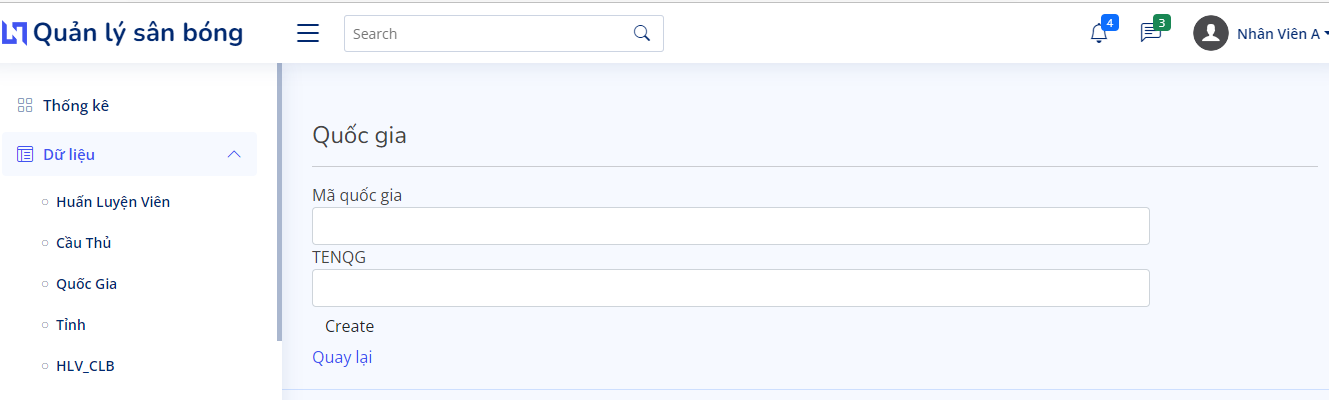 Quản lý sân bóng
Search
4
3
Nhân Viên A
Thống kê
Dữ liệu
Huấn Luyện Viên
Cầu Thủ
Quốc Gia
Tỉnh
HLV_CLB
Quốc gia
Mã quốc gia
TENQG
Create
Quay lại